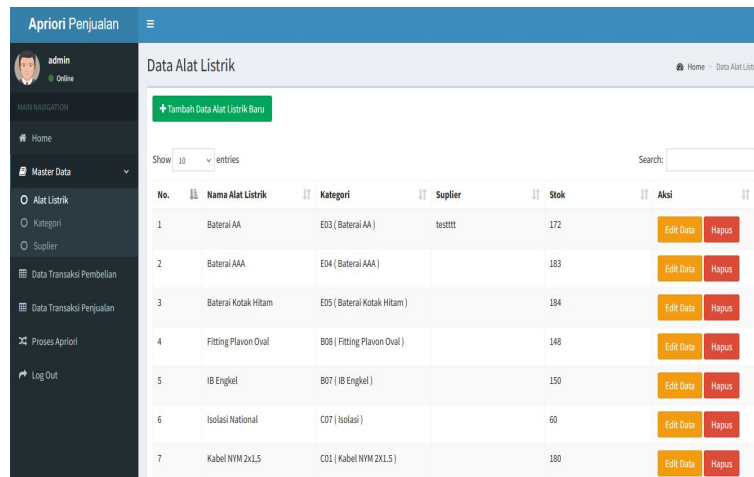 Apriori Penjualan
admin
Online
MAIN NAVIGATION
Home
Master Data
Alat Listrik
Kategori
Suplier
Data Transaksi Pembelian
Data Transaksi Penjualan
Proses Apriori
Log Out
Data Alat Listrik
Home > Data Alat List
Tambah Data Alat Listrik Baru
Show 10 entries Search:
No. Nama Alat Listrik Kategori Suplier Stok Aksi
1 Baterai AA E03 ( Baterai AA ) testttt 172 Edit Data Hapus
2 Baterai AAA E04 ( Baterai AAA ) 183 Edit Data Hapus
3 Baterai Kotak Hitam E05 ( Baterai Kotak Hitam ) 184 Edit Data Hapus
4 Fitting Plavon Oval B08 ( Fitting Plavon Oval ) 148 Edit Data Hapus
5 IB Engkel B07 ( IB Engkel ) 150 Edit Data Hapus
6 Isolasi National C07 ( Isolasi ) 60 Edit Data Hapus
7 Kabel NYM 2x1,5 C01 ( Kabel NYM 2X1.5 ) 180 Edit Data Hapus